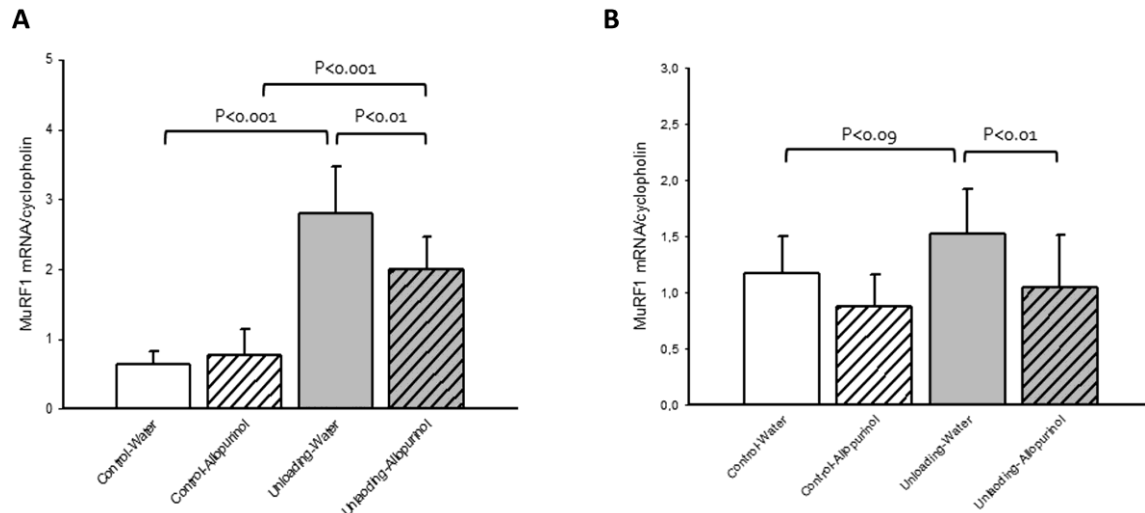 A
MuRF1 mRNA/cyclopholin
5
4
3
2
1
0
P<0.001
P<0.001
P<0.01
Control-Water
Control-Allopurinol
Unloading-Water
Unlaoding-Allopurinol
B
MuRF1 mRNA/cyclopholin
3,0
2,5
2,0
1,5
1,0
0,5
0,0
P<0.09
P<0.01
Control-Water
Control-Allopurinol
Unloading-Water
Unlaoding-Allopurinol